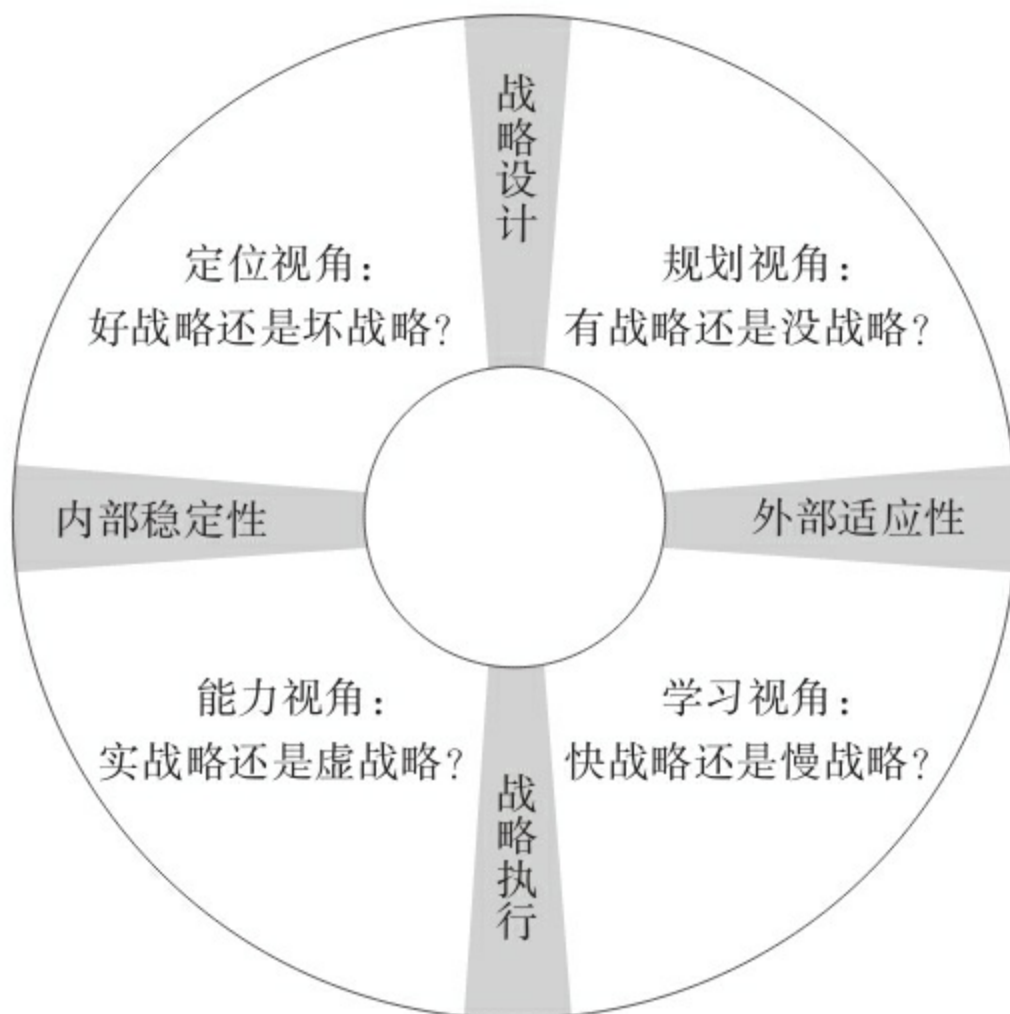 战略设计
定位视角：
好战略还是坏战略？
规划视角：
有战略还是没战略？
内部稳定性
外部适应性
能力视角：
实战略还是虚战略？
学习视角：
快战略还是慢战略？
战略执行